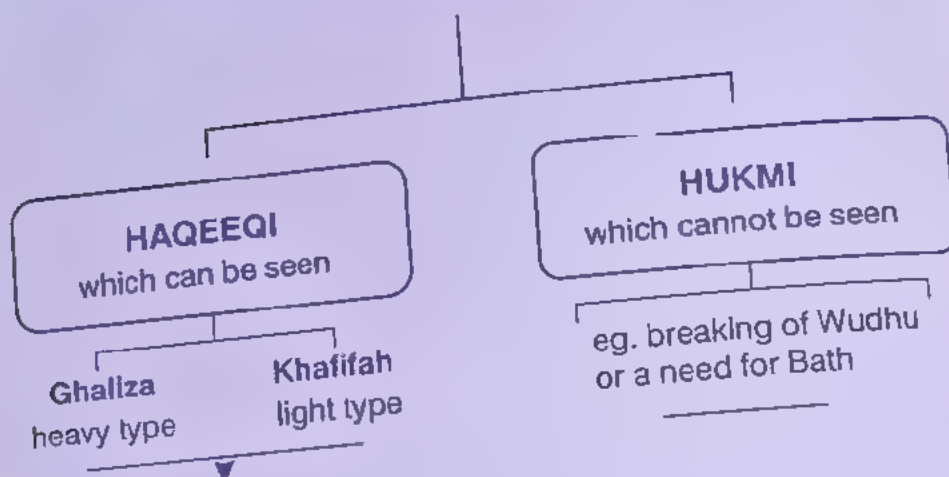 HAQEEQI
which can be seen
HUKMI
which cannot be seen
Ghaliza
heavy type
Khafifah
light type
eg. breaking of Wudhu
or a need for Bath